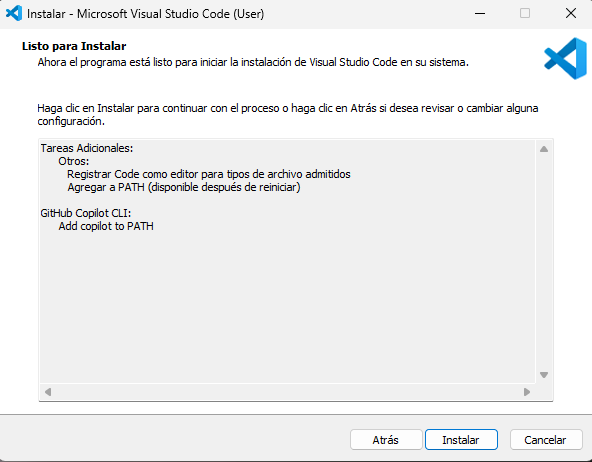 Instalar - Microsoft Visual Studio Code (User)
Listo para Instalar
Ahora el programa está listo para iniciar la instalación de Visual Studio Code en su sistema.
Haga clic en Instalar para continuar con el proceso o haga clic en Atrás si desea revisar o cambiar alguna
configuración.
Tareas Adicionales:
Otros:
Registrar Code como editor para tipos de archivo admitidos
Agregar a PATH (disponible después de reiniciar)
GitHub Copilot CLI:
Add copilot to PATH
Atrás
Instalar
Cancelar